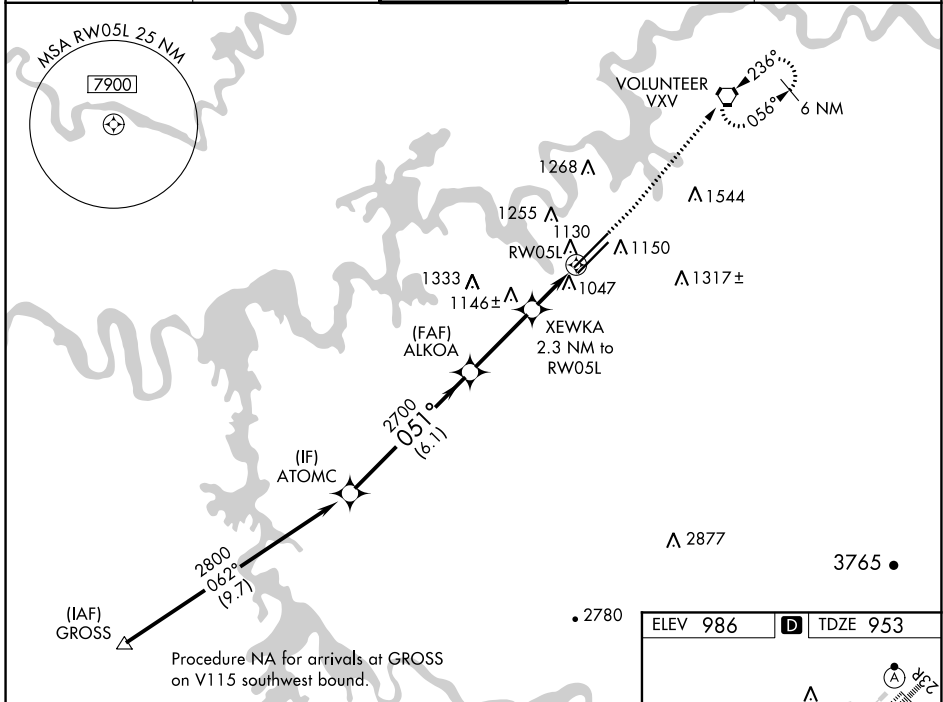 MSA RW05L 25 NM
7900
VOLUNTEER
VXV
236°
056°
6 NM
1268
1544
1255
1130
RW05L
1150
1333
1317±
1146±
1047
(FAF)
ALKOA
XEWKA
2.3 NM to
RW05L
2700
051°
(6.1)
(IF)
ATOMC
2877
2800
062°
(9.7)
3765
(IAF)
GROSS
2780
Procedure NA for arrivals at GROSS
on V115 southwest bound.
ELEV 986 D TDZE 953
A
23R